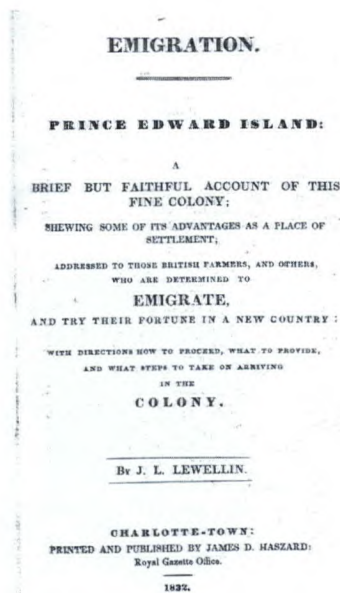 EMIGRATION.
PRINCE EDWARD ISLAND:
A
BRIEF BUT FAITHFUL ACCOUNT OF THIS
FINE COLONY;
SHEWING SOME OF ITS ADVANTAGES AS A PLACE OF
SETTLEMENT;
ADDRESSED TO THOSE BRITISH FARMERS, AND OTHERS,
WHO ARE DETERMINED TO
EMIGRATE,
AND TRY THEIR FORTUNE IN A NEW COUNTRY:
WITH DIRECTIONS HOW TO PROCEED, WHAT TO PROVIDE,
AND WHAT STEPS TO TAKE ON ARRIVING
IN THE
COLONY.
By J. L. LEWELLIN.
CHARLOTTE-TOWN:
PRINTED AND PUBLISHED BY JAMES D. HASZARD:
Royal Gazette Office.
1832.